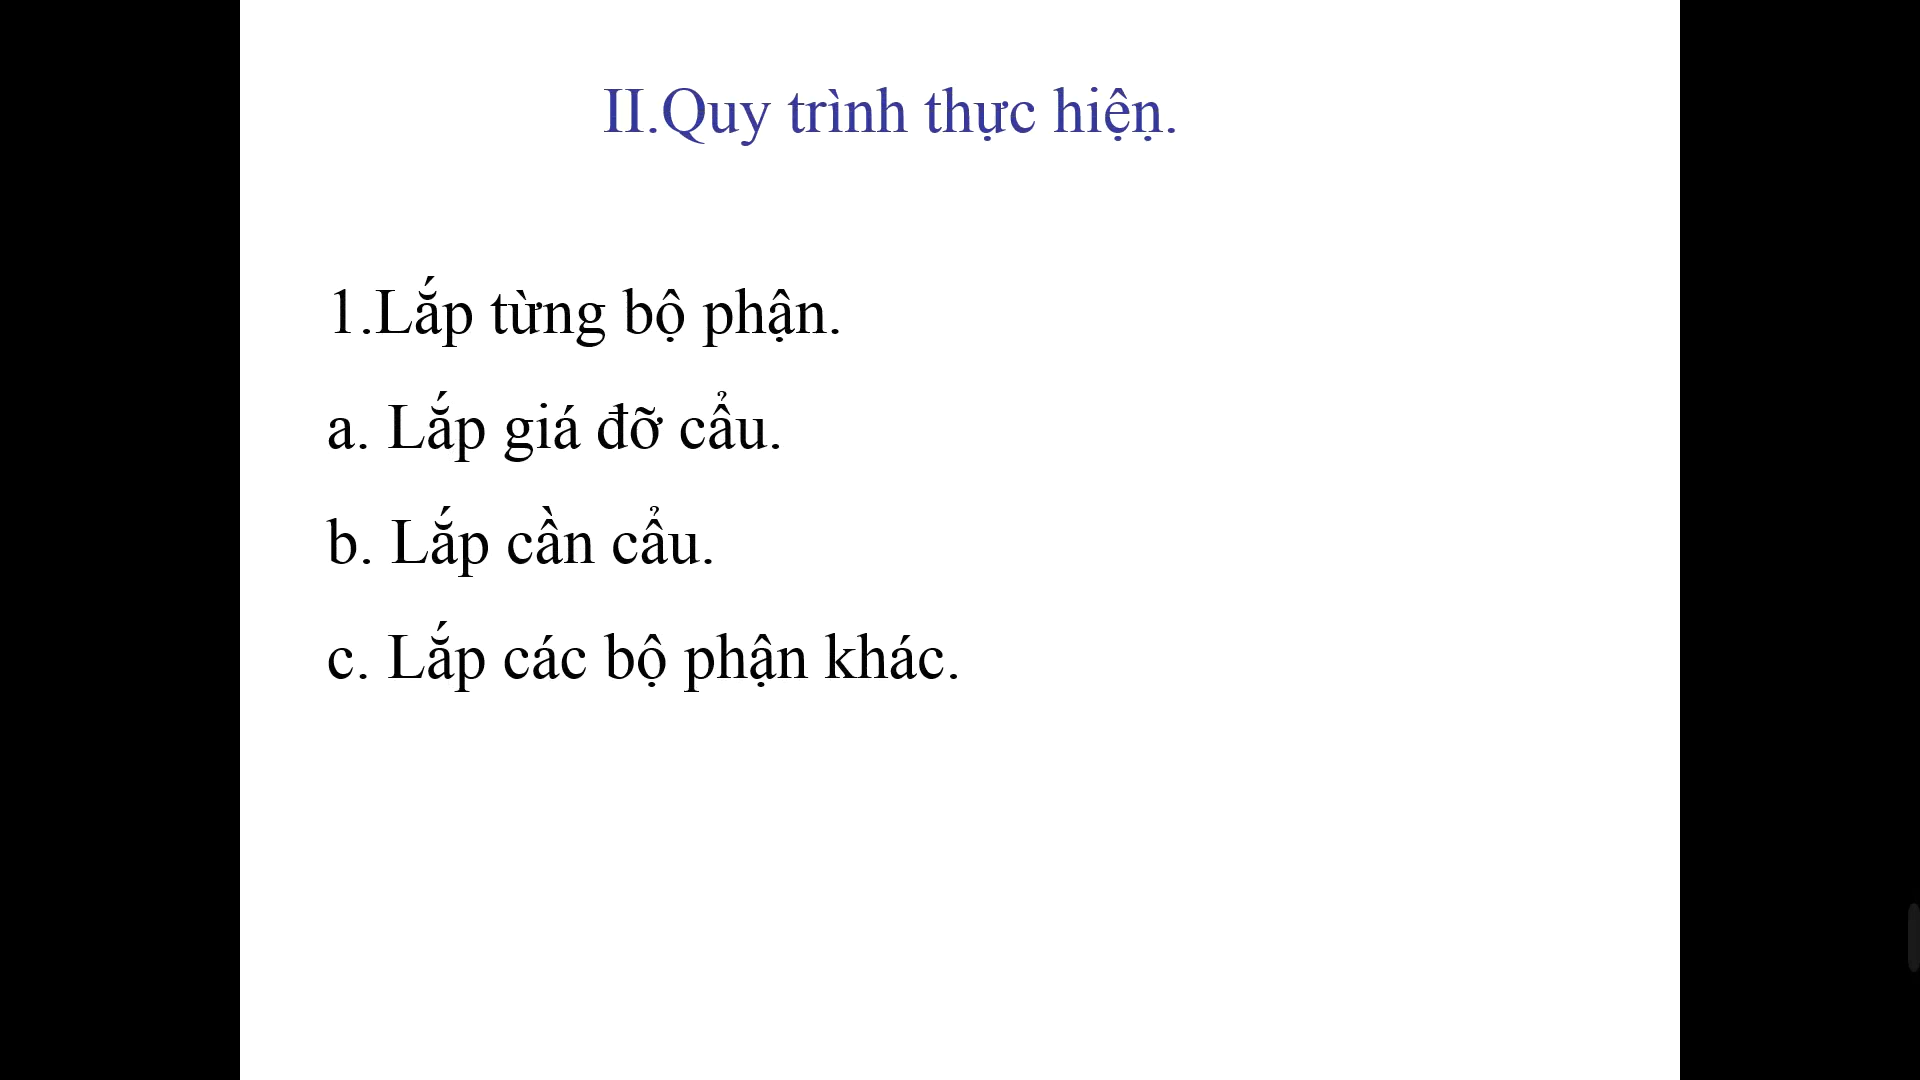 II.Quy trình thực hiệṇ.
1.Lắp từng bộ phận.
a. Lắp giá đỡ cẩu.
b. Lắp cần cẩu.
c. Lắp các bộ phận khác.